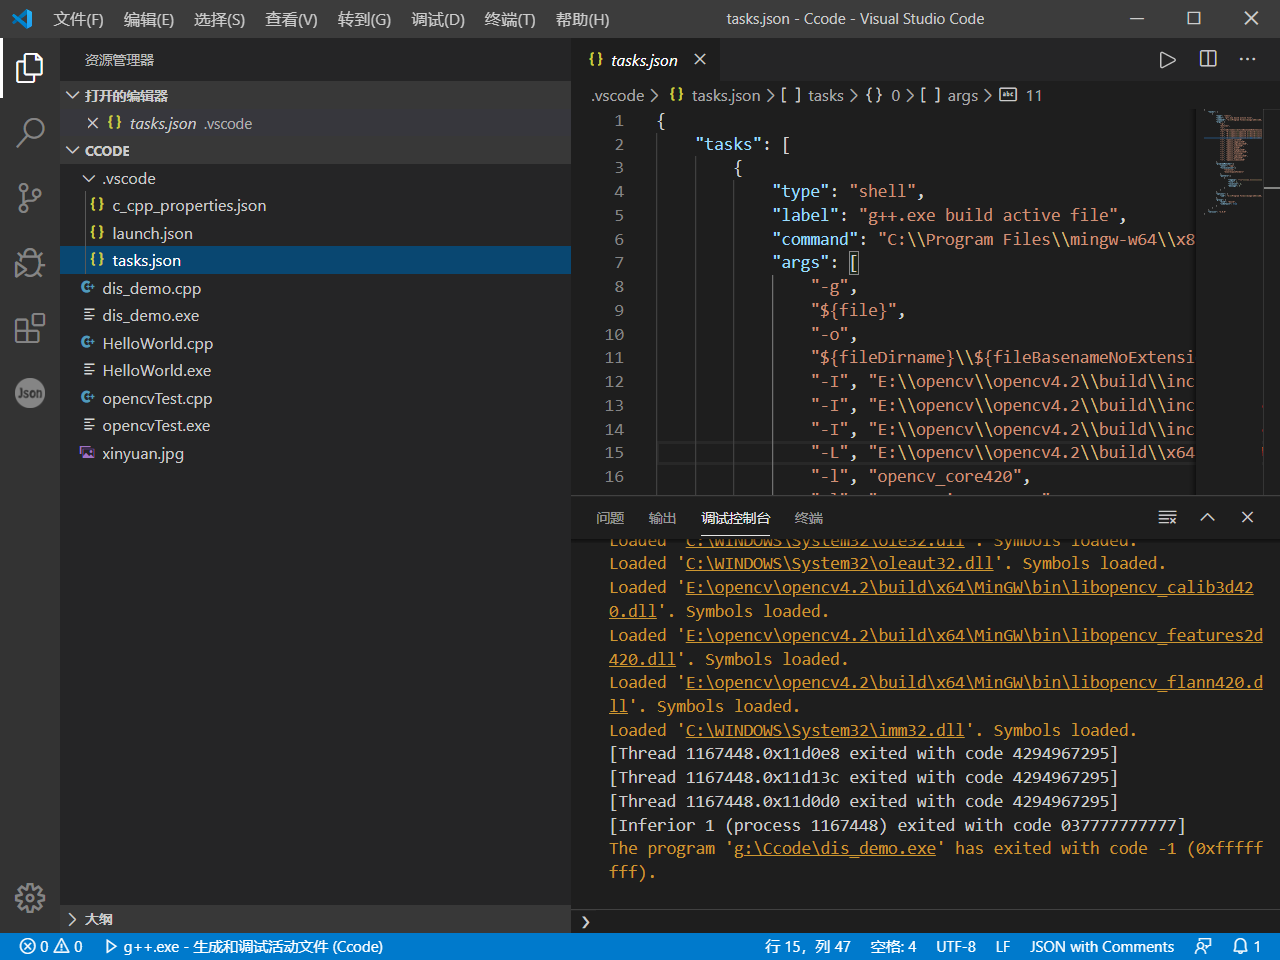 文件(F) 编辑(E) 选择(S) 查看(V) 转到(G) 调试(D) 终端(T) 帮助(H) tasks.json - Ccode - Visual Studio Code
资源管理器
打开的编辑器
tasks.json .vscode
CCODE
.vscode
c_cpp_properties.json
launch.json
tasks.json
dis_demo.cpp
dis_demo.exe
HelloWorld.cpp
HelloWorld.exe
opencvTest.cpp
opencvTest.exe
xinyuan.jpg
大纲
Json
tasks.json
.vscode > {} tasks.json > [ ] tasks > {} 0 > [ ] args > abc 11
1 {
2 "tasks": [
3 {
4 "type": "shell",
5 "label": "g++.exe build active file",
6 "command": "C:\\Program Files\\mingw-w64\\x8
7 "args": [
8 "-g",
9 "${file}",
10 "-o",
11 "${fileDirname}\\${fileBasenameNoExtensi
12 "-I", "E:\\opencv\\opencv4.2\\build\\inc
13 "-I", "E:\\opencv\\opencv4.2\\build\\inc
14 "-I", "E:\\opencv\\opencv4.2\\build\\inc
15 "-L", "E:\\opencv\\opencv4.2\\build\\x64
16 "-l", "opencv_core420",
问题 输出 调试控制台 终端
Loaded 'C:\WINDOWS\System32\ole32.dll'. Symbols loaded.
Loaded 'C:\WINDOWS\System32\oleaut32.dll'. Symbols loaded.
Loaded 'E:\opencv\opencv4.2\build\x64\MinGW\bin\libopencv_calib3d42
0.dll'. Symbols loaded.
Loaded 'E:\opencv\opencv4.2\build\x64\MinGW\bin\libopencv_features2d
420.dll'. Symbols loaded.
Loaded 'E:\opencv\opencv4.2\build\x64\MinGW\bin\libopencv_flann420.d
ll'. Symbols loaded.
Loaded 'C:\WINDOWS\System32\imm32.dll'. Symbols loaded.
[Thread 1167448.0x11d0e8 exited with code 4294967295]
[Thread 1167448.0x11d13c exited with code 4294967295]
[Thread 1167448.0x11d0d0 exited with code 4294967295]
[Inferior 1 (process 1167448) exited with code 037777777777]
The program 'g:\Ccode\dis_demo.exe' has exited with code -1 (0xfffff
fff).
0 0 g++.exe - 生成和调试活动文件 (Ccode) 行 15，列 47 空格: 4 UTF-8 LF JSON with Comments 1